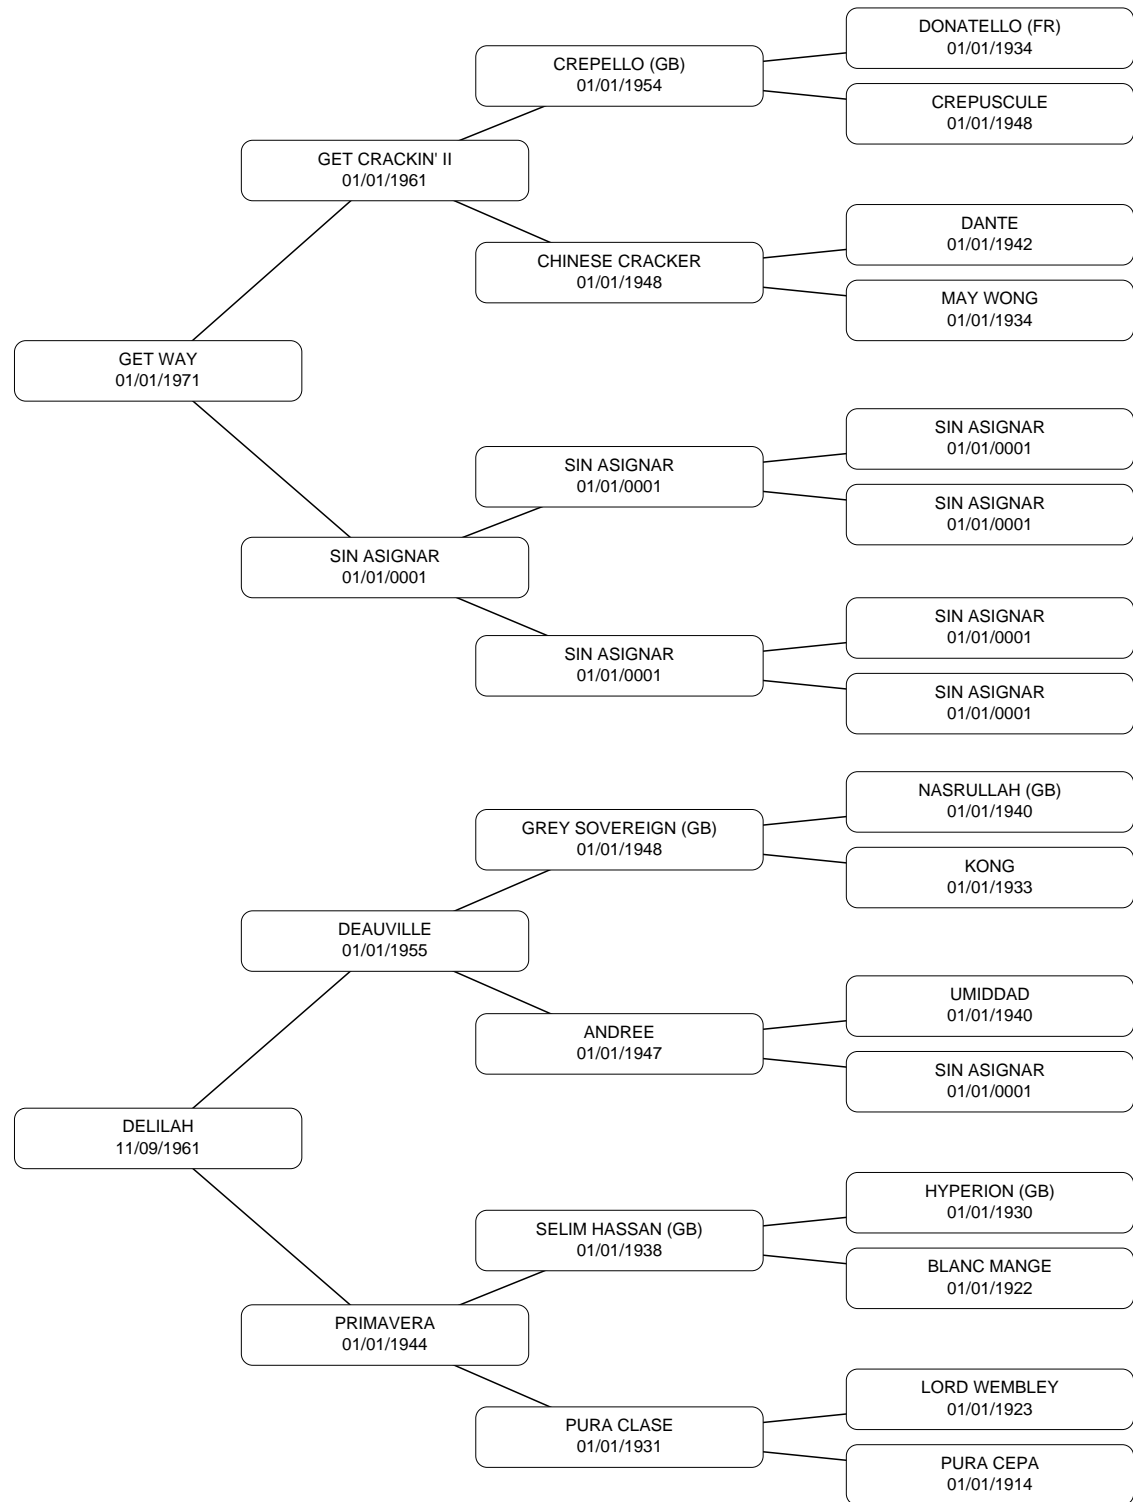 DONATELLO (FR)
01/01/1934
CREPELLO (GB)
01/01/1954
CREPUSCULE
01/01/1948
GET CRACKIN' II
01/01/1961
DANTE
01/01/1942
CHINESE CRACKER
01/01/1948
MAY WONG
01/01/1934
GET WAY
01/01/1971
SIN ASIGNAR
01/01/0001
SIN ASIGNAR
01/01/0001
SIN ASIGNAR
01/01/0001
SIN ASIGNAR
01/01/0001
SIN ASIGNAR
01/01/0001
SIN ASIGNAR
01/01/0001
SIN ASIGNAR
01/01/0001
NASRULLAH (GB)
01/01/1940
GREY SOVEREIGN (GB)
01/01/1948
KONG
01/01/1933
DEAUVILLE
01/01/1955
UMIDDAD
01/01/1940
ANDREE
01/01/1947
SIN ASIGNAR
01/01/0001
DELILAH
11/09/1961
HYPERION (GB)
01/01/1930
SELIM HASSAN (GB)
01/01/1938
BLANC MANGE
01/01/1922
PRIMAVERA
01/01/1944
LORD WEMBLEY
01/01/1923
PURA CLASE
01/01/1931
PURA CEPA
01/01/1914